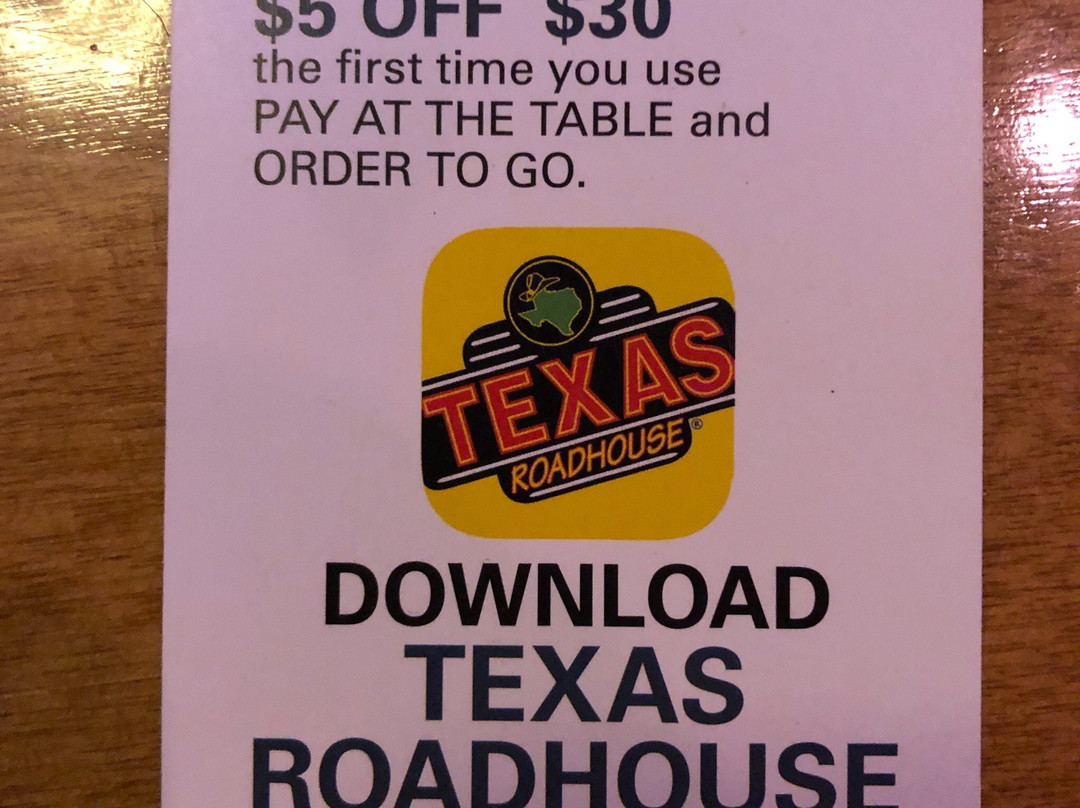 $5 OFF $30
the first time you use
PAY AT THE TABLE and
ORDER TO GO.
TEXAS
ROADHOUSE®
DOWNLOAD
TEXAS
ROADHOUSE